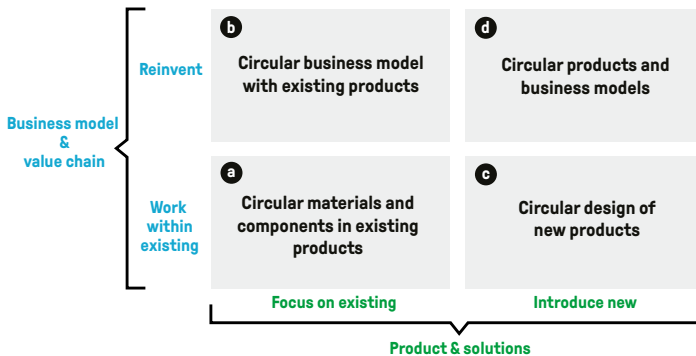 b
d
Reinvent
Circular business model
with existing products
Circular products and
business models
Business model
&
value chain
a
c
Work
within
existing
Circular materials and
components in existing
products
Circular design of
new products
Focus on existing
Introduce new
Product & solutions